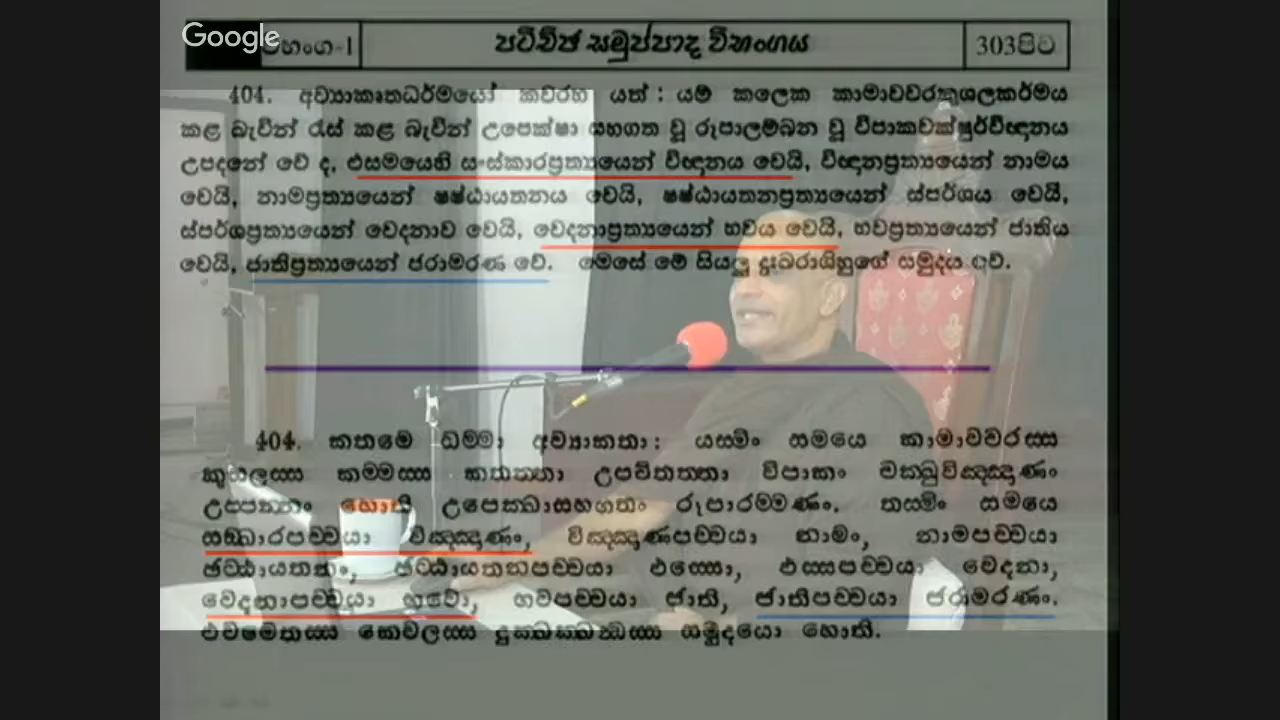 Google
භංග-1 පටිච්ඡ සමුප්පාද විභංගය 303පිට
404. අව්‍යාකෘතධර්මයෝ කවරහ යත් : යම් කලෙක කාමාවචරකුශලකර්මය
කළ බැවින් රැස් කළ බැවින් උපෙක්ෂා සහගත වූ රූපාලම්බන වූ විපාකචක්ෂුර්විඥානය
උපදනේ වේ ද, එසමයෙහි සංස්කාරප්‍රත්‍යයෙන් විඥානය වෙයි, විඥානප්‍රත්‍යයෙන් නාමය
වෙයි, නාමප්‍රත්‍යයෙන් ෂෂ්ඨායතනය වෙයි, ෂෂ්ඨායතනප්‍රත්‍යයෙන් ස්පර්ශය වෙයි,
ස්පර්ශප්‍රත්‍යයෙන් වේදනාව වෙයි, වේදනාප්‍රත්‍යයෙන් භවය වෙයි, භවප්‍රත්‍යයෙන් ජාතිය
වෙයි, ජාතිප්‍රත්‍යයෙන් ජරාමරණ වේ. මෙසේ මේ සියලු දුඃඛරාශිහුගේ සමුදය වේ.
404. කතමෙ ධම්මා අව්‍යාකතා: යස්මිං සමයෙ කාමාවචරස්ස
කුසලස්ස කම්මස්ස කතත්තා උපචිතත්තා විපාකං චක්ඛුවිඤ්ඤාණං
උප්පන්නං හොති උපෙක්ඛාසහගතං රූපාරම්මණං. තස්මිං සමයෙ
සඞ්ඛාරපච්චයා විඤ්ඤාණං, විඤ්ඤාණපච්චයා නාමං, නාමපච්චයා
ඡට්ඨායතනං, ඡට්ඨායතනපච්චයා ඵස්සො, ඵස්සපච්චයා වෙදනා,
වෙදනාපච්චයා භවො, භවපච්චයා ජාති, ජාතිපච්චයා ජරාමරණං.
එවමෙතස්ස කෙවලස්ස දුක්ඛක්ඛන්ධස්ස සමුදයො හොති.